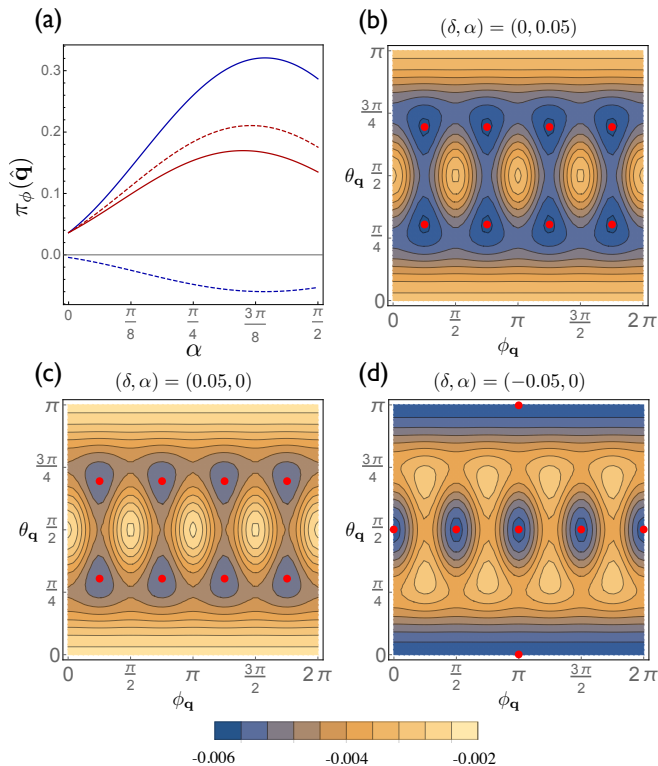 (a)
0.3
0.2
0.1
0.0
π_ϕ(q̂)
0
π/8
π/4
3π/8
π/2
α
(b)
(δ, α) = (0, 0.05)
π
3π/4
θ_q π/2
π/4
0
0
π/2
π
3π/2
2π
ϕ_q
(c)
(δ, α) = (0.05, 0)
π
3π/4
θ_q π/2
π/4
0
0
π/2
π
3π/2
2π
ϕ_q
(d)
(δ, α) = (−0.05, 0)
π
3π/4
θ_q π/2
π/4
0
0
π/2
π
3π/2
2π
ϕ_q
-0.006 -0.004 -0.002